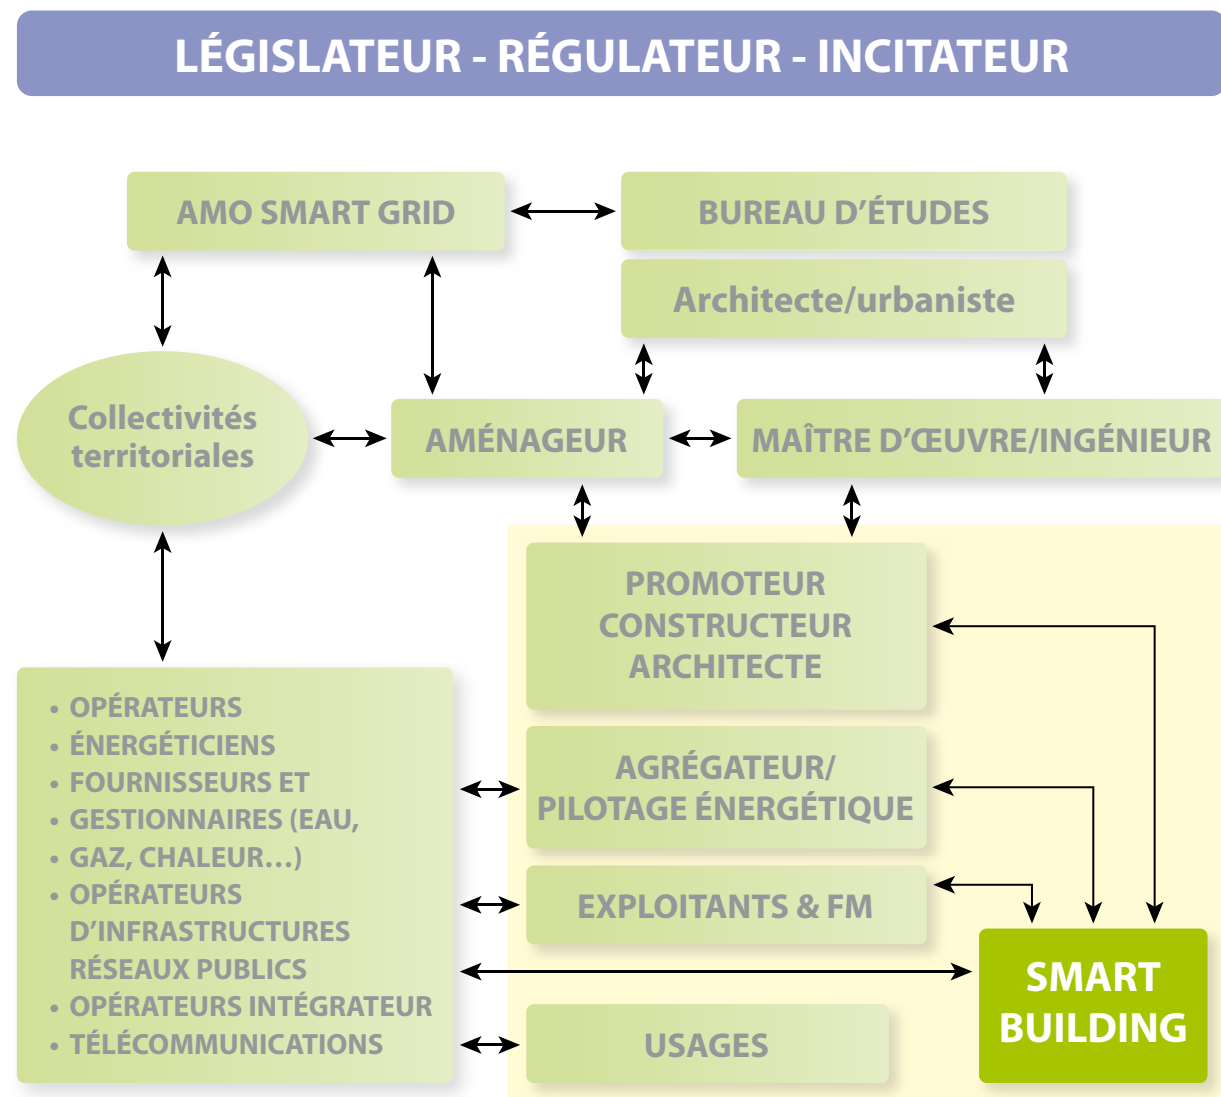 LÉGISLATEUR - RÉGULATEUR - INCITATEUR
AMO SMART GRID
BUREAU D'ÉTUDES
Architecte/urbaniste
Collectivités
territoriales
AMÉNAGEUR
MAÎTRE D'ŒUVRE/INGÉNIEUR
PROMOTEUR
CONSTRUCTEUR
ARCHITECTE
• OPÉRATEURS
• ÉNERGÉTICIENS
• FOURNISSEURS ET
• GESTIONNAIRES (EAU,
• GAZ, CHALEUR…)
• OPÉRATEURS
D'INFRASTRUCTURES
RÉSEAUX PUBLICS
• OPÉRATEURS INTÉGRATEUR
• TÉLÉCOMMUNICATIONS
AGRÉGATEUR/
PILOTAGE ÉNERGÉTIQUE
EXPLOITANTS & FM
USAGES
SMART
BUILDING